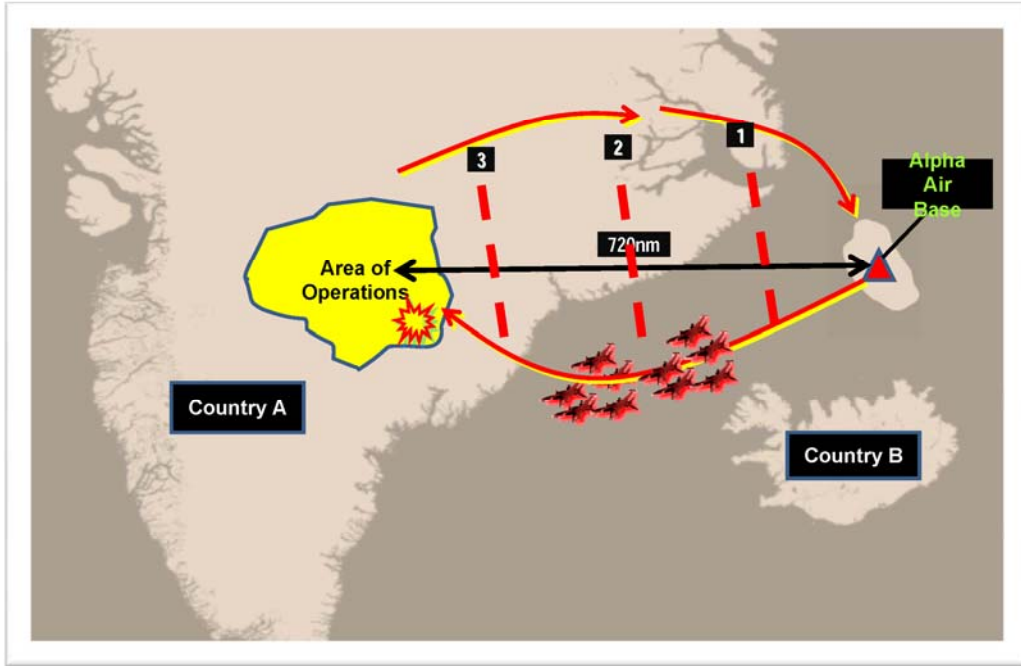 3
2
1
Alpha
Air
Base
720nm
Area of
Operations
Country A
Country B